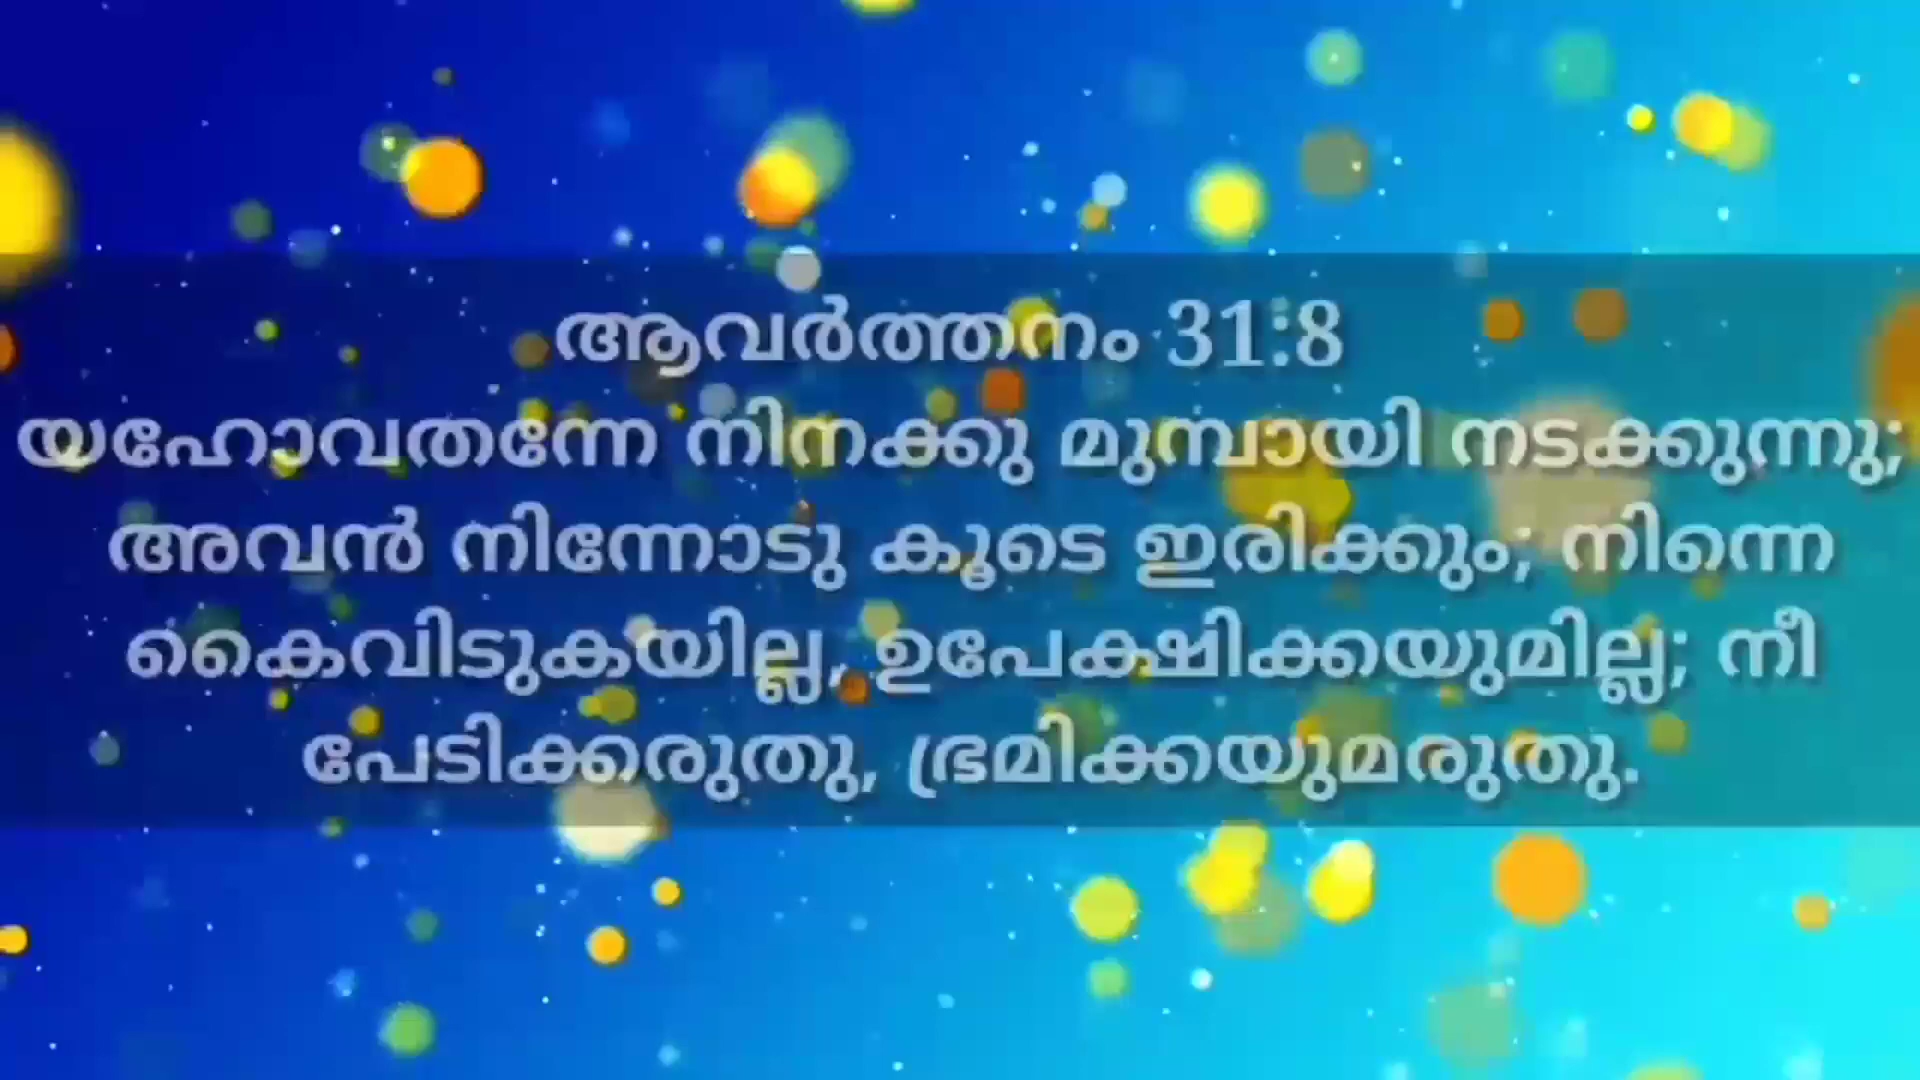 ആവർത്തനം 31:8
യഹോവതന്നേ നിനക്കു മുമ്പായി നടക്കുന്നു;
അവൻ നിന്നോടു കൂടെ ഇരിക്കും; നിന്നെ
കൈവിടുകയില്ല, ഉപേക്ഷിക്കയുമില്ല; നീ
പേടിക്കരുതു, ഭ്രമിക്കയുമരുതു.